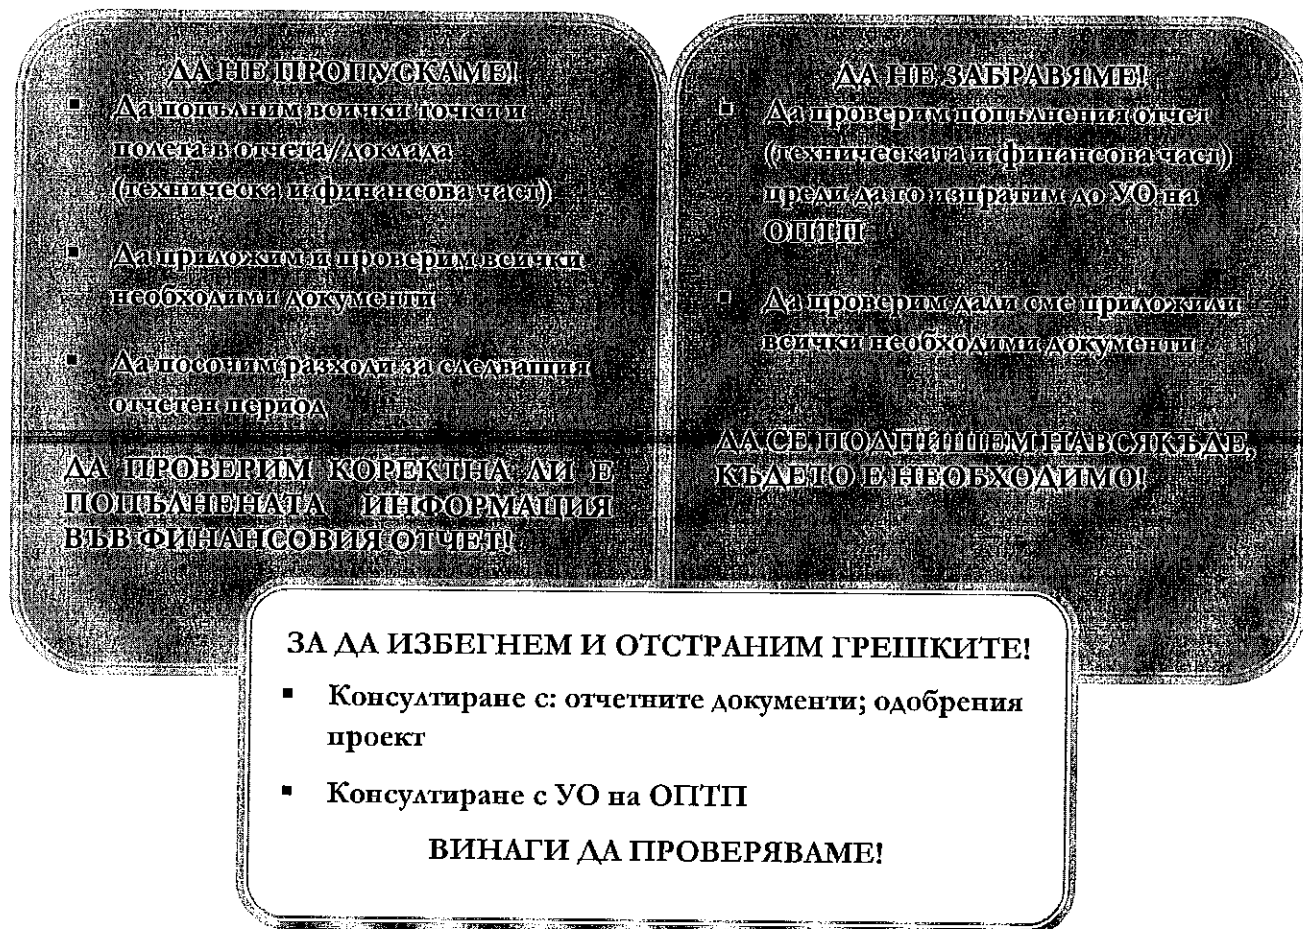 ДА НЕ ПРОПУСКАМЕ!
▪ Да попълним всички точки и
полета в отчета/доклада
(техническа и финансова част)
▪ Да приложим и проверим всички
необходими документи
▪ Да посочим разходи за следващия
отчетен период
ДА ПРОВЕРИМ КОРЕКТНА ЛИ Е
ПОПЪЛНЕНАТА ИНФОРМАЦИЯ
ВЪВ ФИНАНСОВИЯ ОТЧЕТ!
ДА НЕ ЗАБРАВЯМЕ!
▪ Да проверим попълнения отчет
(техническата и финансова част)
преди да го изпратим до УО на
ОПТП
▪ Да проверим дали сме приложили
всички необходими документи
ДА СЕ ПОДПИШЕМ НАВСЯКЪДЕ,
КЪДЕТО Е НЕОБХОДИМО!
ЗА ДА ИЗБЕГНЕМ И ОТСТРАНИМ ГРЕШКИТЕ!
▪ Консултиране с: отчетните документи; одобрения
проект
▪ Консултиране с УО на ОПТП
ВИНАГИ ДА ПРОВЕРЯВАМЕ!